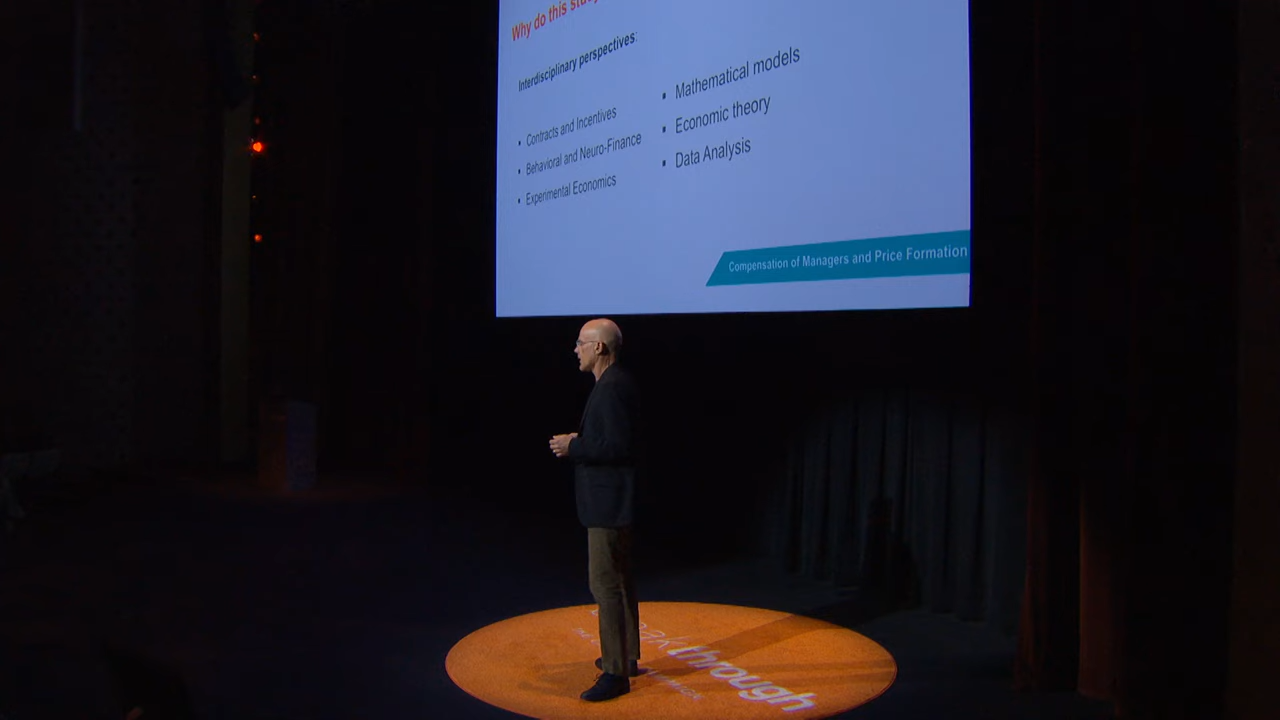 Why do this study
Interdisciplinary perspectives:
▪ Contracts and Incentives
▪ Behavioral and Neuro-Finance
▪ Experimental Economics
▪ Mathematical models
▪ Economic theory
▪ Data Analysis
Compensation of Managers and Price Formation
through